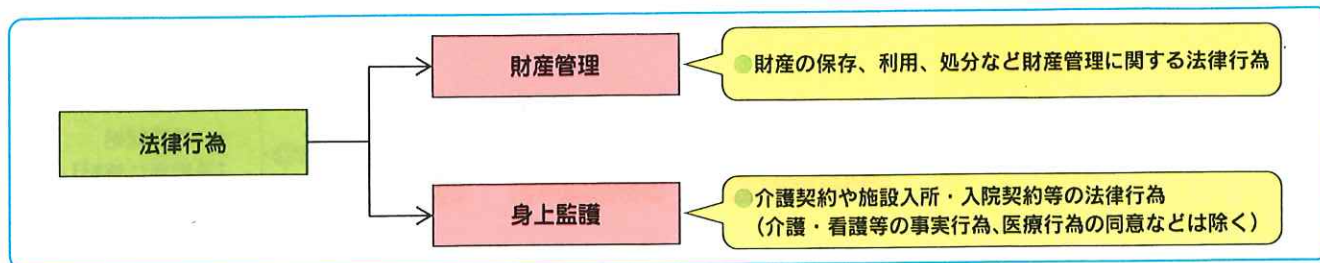 財産管理
●財産の保存、利用、処分など財産管理に関する法律行為
法律行為
身上監護
●介護契約や施設入所・入院契約等の法律行為
（介護・看護等の事実行為、医療行為の同意などは除く）